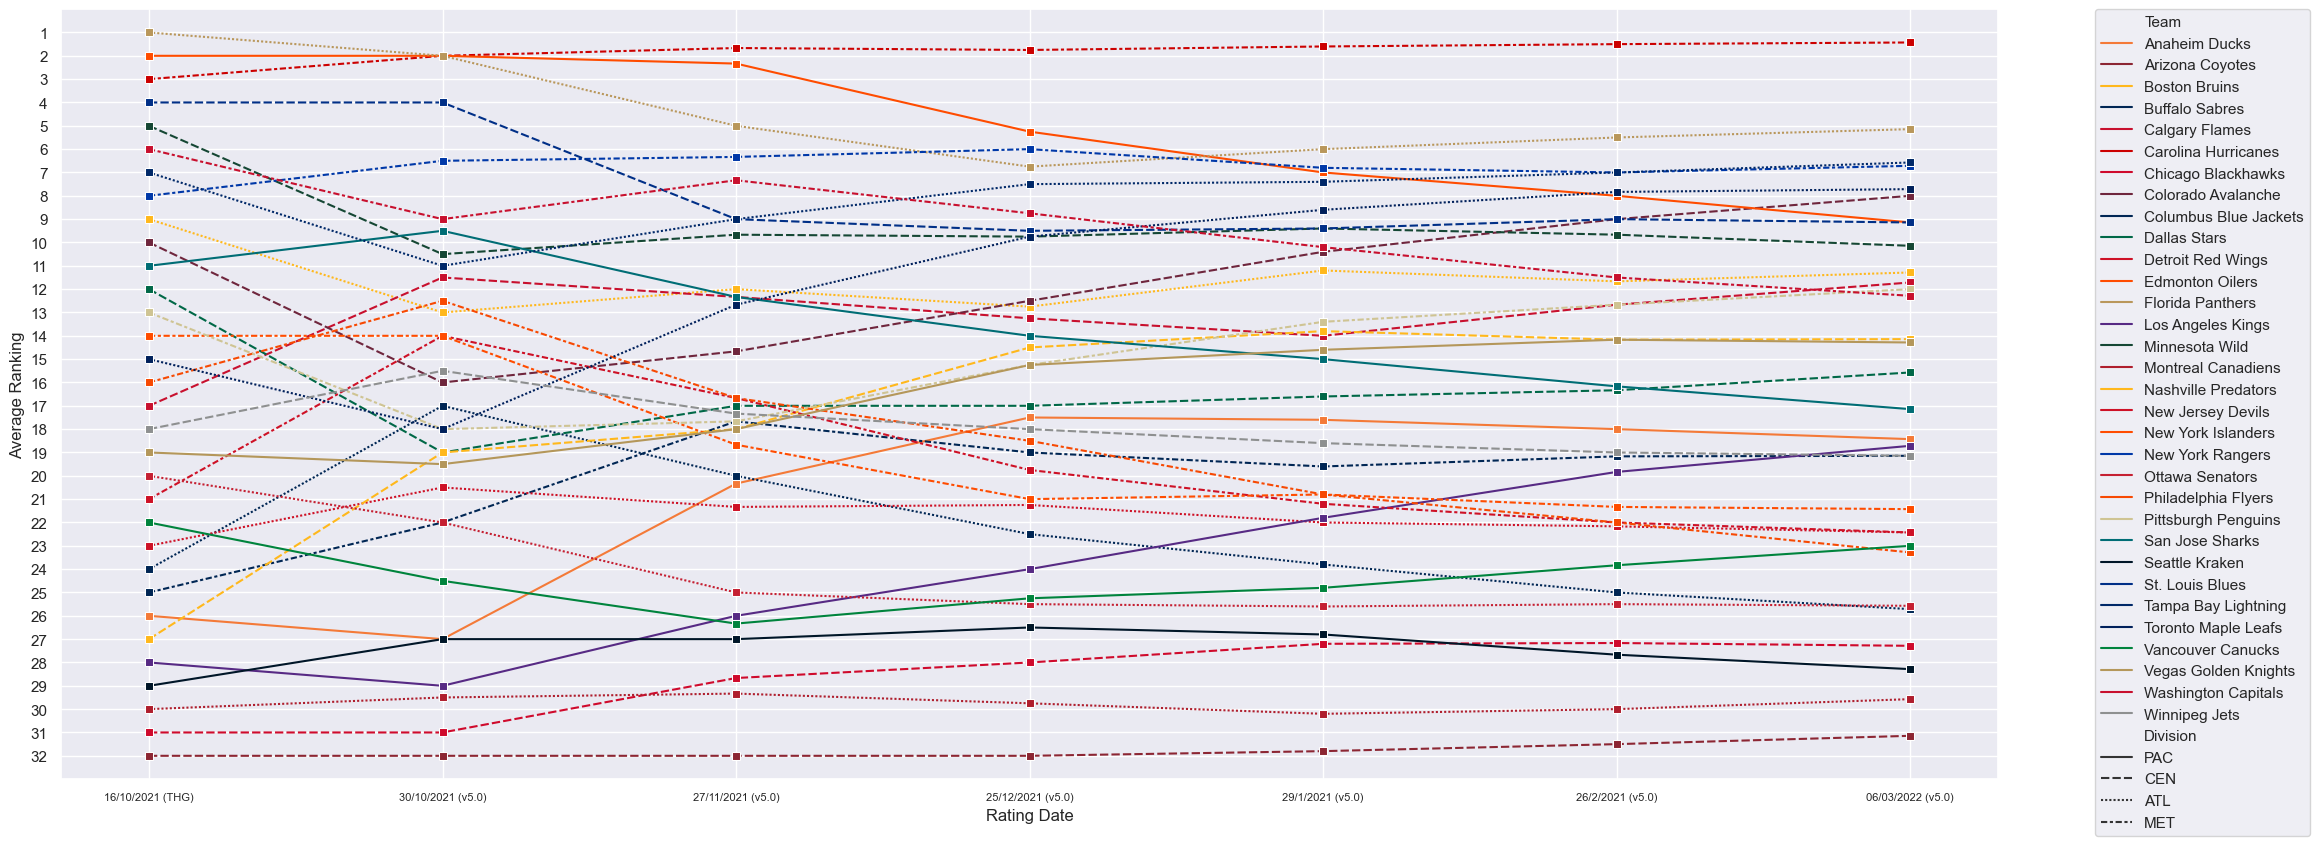 Average Ranking
1
2
3
4
5
6
7
8
9
10
11
12
13
14
15
16
17
18
19
20
21
22
23
24
25
26
27
28
29
30
31
32
16/10/2021 (THG)
30/10/2021 (v5.0)
27/11/2021 (v5.0)
25/12/2021 (v5.0)
29/1/2021 (v5.0)
26/2/2021 (v5.0)
06/03/2022 (v5.0)
Rating Date
Team
Anaheim Ducks
Arizona Coyotes
Boston Bruins
Buffalo Sabres
Calgary Flames
Carolina Hurricanes
Chicago Blackhawks
Colorado Avalanche
Columbus Blue Jackets
Dallas Stars
Detroit Red Wings
Edmonton Oilers
Florida Panthers
Los Angeles Kings
Minnesota Wild
Montreal Canadiens
Nashville Predators
New Jersey Devils
New York Islanders
New York Rangers
Ottawa Senators
Philadelphia Flyers
Pittsburgh Penguins
San Jose Sharks
Seattle Kraken
St. Louis Blues
Tampa Bay Lightning
Toronto Maple Leafs
Vancouver Canucks
Vegas Golden Knights
Washington Capitals
Winnipeg Jets
Division
PAC
CEN
ATL
MET